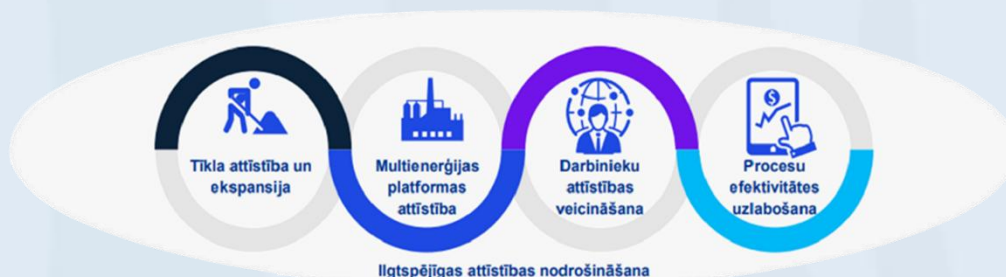 Tīkla attīstība un
ekspansija
Multienerģijas
platformas
attīstība
Darbinieku
attīstības
veicināšana
$
Procesu
efektivitātes
uzlabošana
Ilgtspējīgas attīstības nodrošināšana